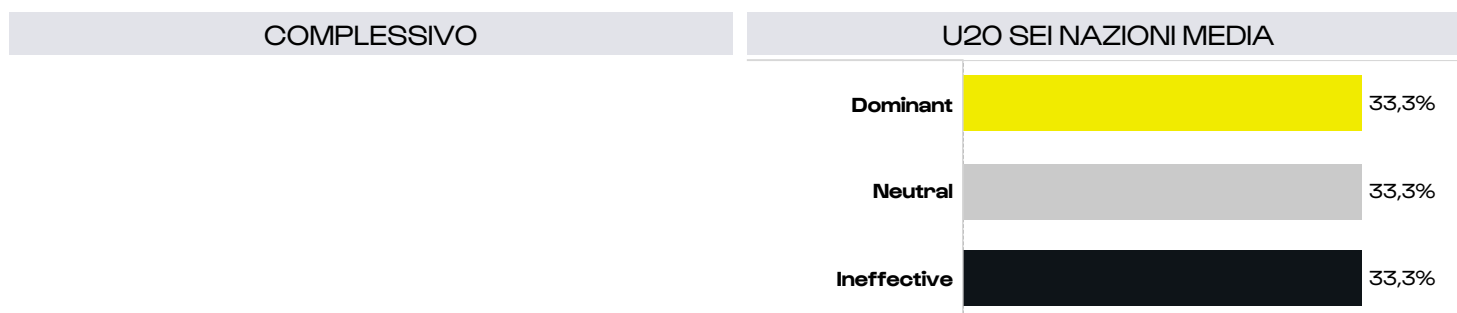 COMPLESSIVO
U20 SEI NAZIONI MEDIA
Dominant 33,3%
Neutral 33,3%
Ineffective 33,3%